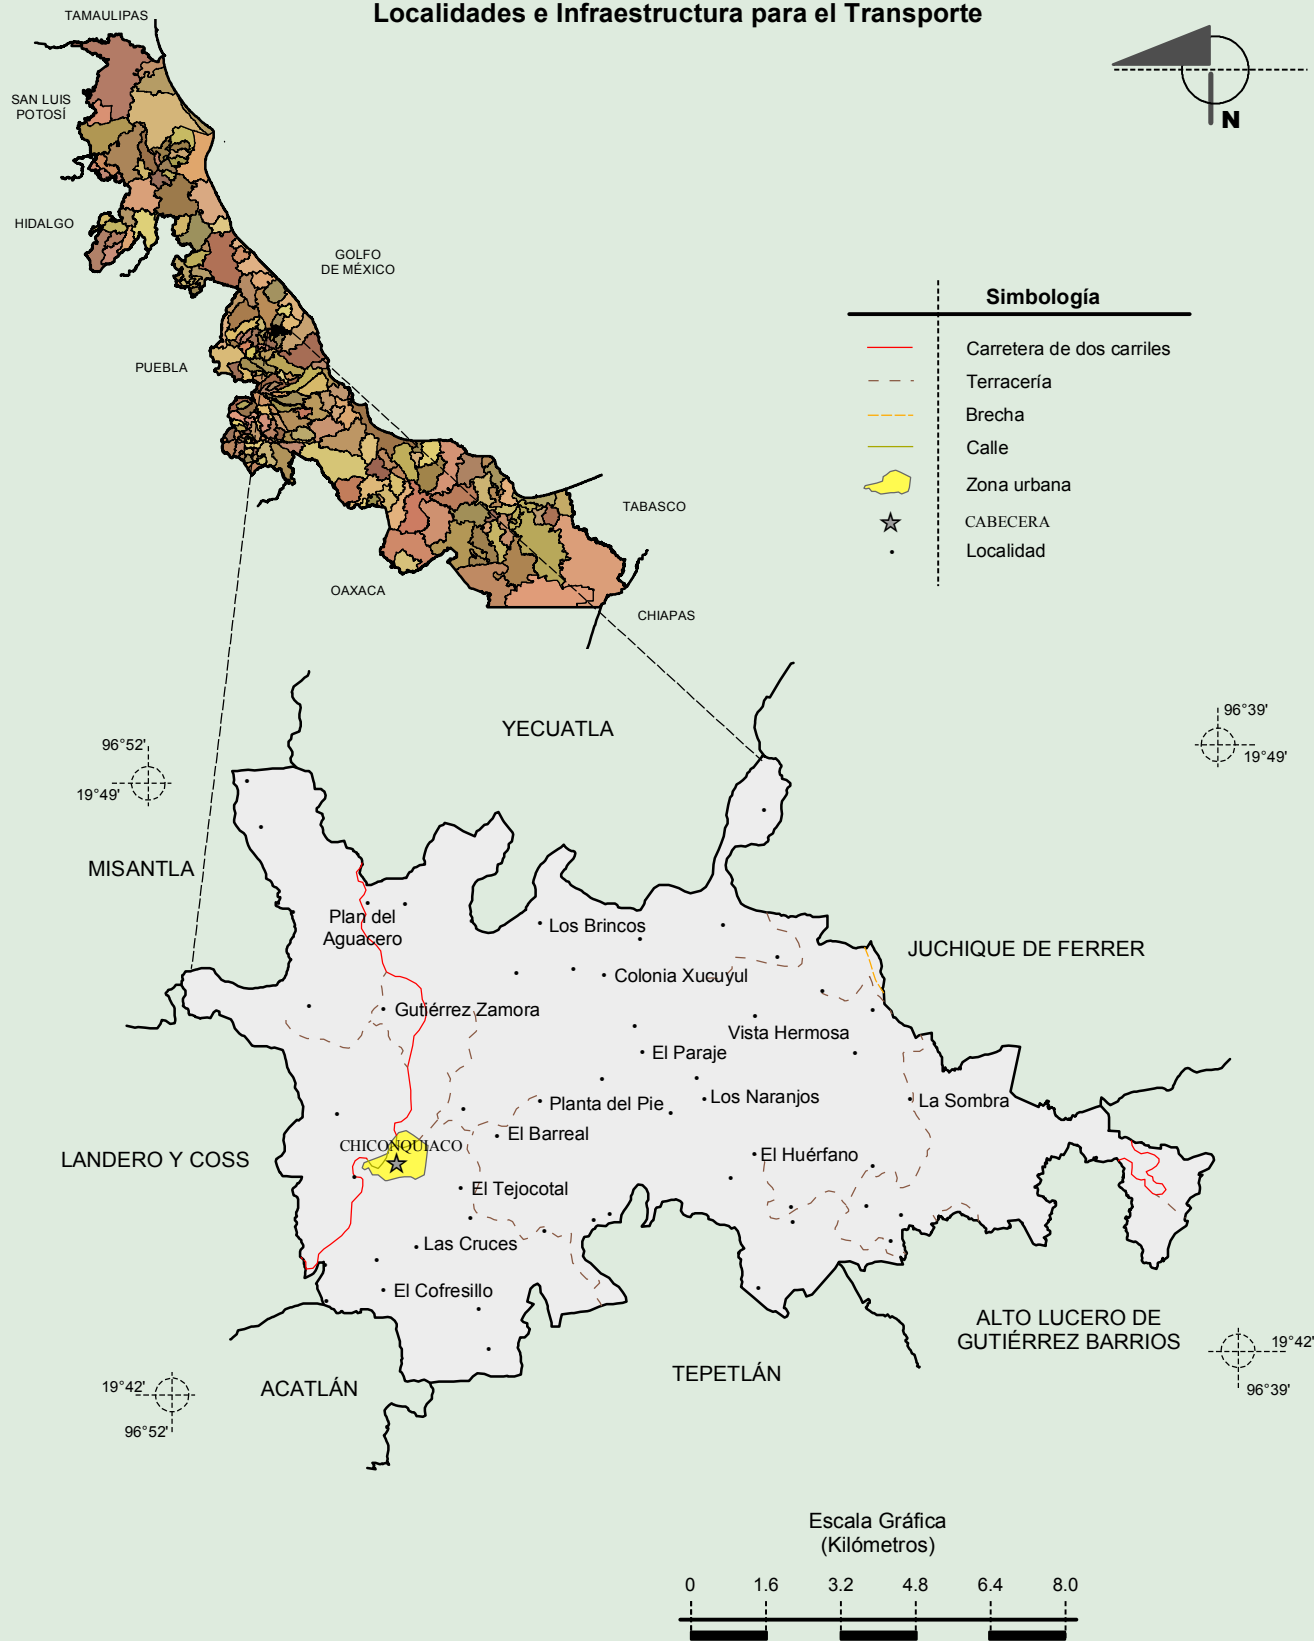 Localidades e Infraestructura para el Transporte
TAMAULIPAS
SAN LUIS
POTOSÍ
N
HIDALGO
GOLFO
DE MÉXICO
PUEBLA
Simbología
Carretera de dos carriles
Terracería
Brecha
Calle
Zona urbana
CABECERA
Localidad
TABASCO
OAXACA
CHIAPAS
YECUATLA
96°52'
19°49'
96°39'
19°49'
MISANTLA
Plan del
Aguacero
Los Brincos
JUCHIQUE DE FERRER
Colonia Xucuyul
Gutiérrez Zamora
Vista Hermosa
El Paraje
Planta del Pie
Los Naranjos
La Sombra
El Barreal
CHICONQUIACO
LANDERO Y COSS
El Huérfano
El Tejocotal
Las Cruces
El Cofresillo
ALTO LUCERO DE
GUTIÉRREZ BARRIOS
19°42'
96°39'
TEPETLÁN
ACATLÁN
19°42'
96°52'
Escala Gráfica
(Kilómetros)
0 1.6 3.2 4.8 6.4 8.0